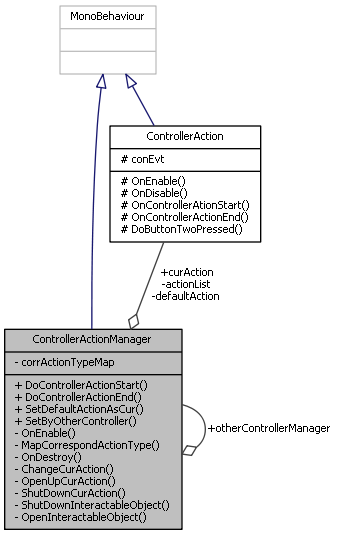 MonoBehaviour
ControllerAction
# conEvt
# OnEnable()
# OnDisable()
# OnControllerAtionStart()
# OnControllerActionEnd()
# DoButtonTwoPressed()
+curAction
-actionList
-defaultAction
ControllerActionManager
- corrActionTypeMap
+ DoControllerActionStart()
+ DoControllerActionEnd()
+ SetDefaultActionAsCur()
+ SetByOtherController()
- OnEnable()
- MapCorrespondActionType()
- OnDestroy()
- ChangeCurAction()
- OpenUpCurAction()
- ShutDownCurAction()
- ShutDownInteractableObject()
- OpenInteractableObject()
+otherControllerManager